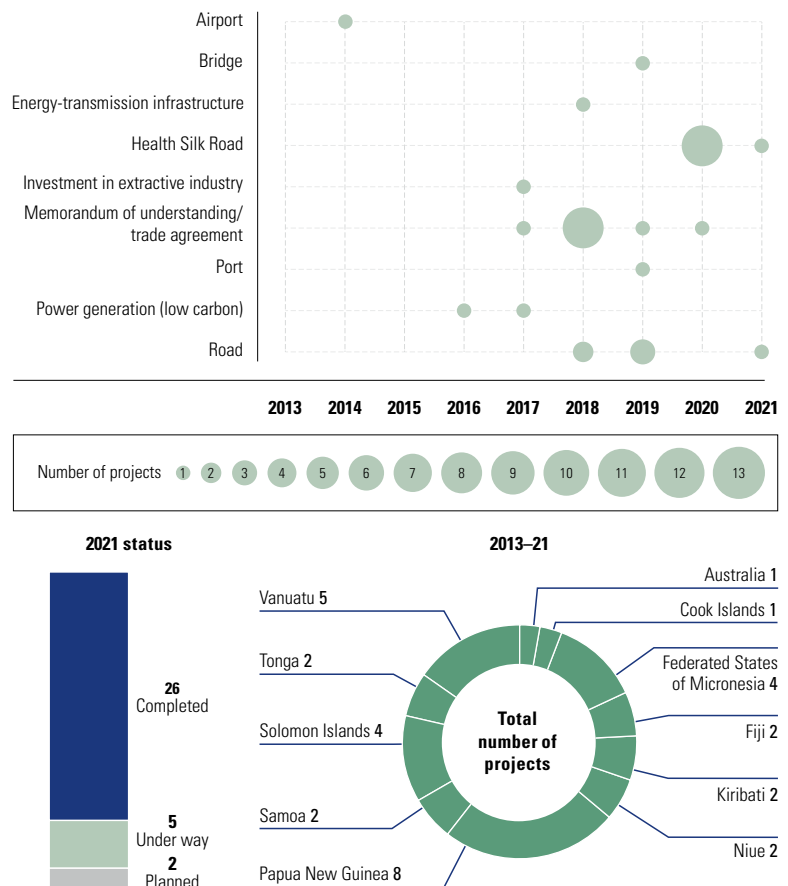 Airport
Bridge
Energy-transmission infrastructure
Health Silk Road
Investment in extractive industry
Memorandum of understanding/
trade agreement
Port
Power generation (low carbon)
Road
2013 2014 2015 2016 2017 2018 2019 2020 2021
Number of projects 1 2 3 4 5 6 7 8 9 10 11 12 13
2021 status
26
Completed
5
Under way
2
Planned
2013–21
Vanuatu 5
Tonga 2
Solomon Islands 4
Samoa 2
Papua New Guinea 8
Total
number of
projects
Australia 1
Cook Islands 1
Federated States
of Micronesia 4
Fiji 2
Kiribati 2
Niue 2